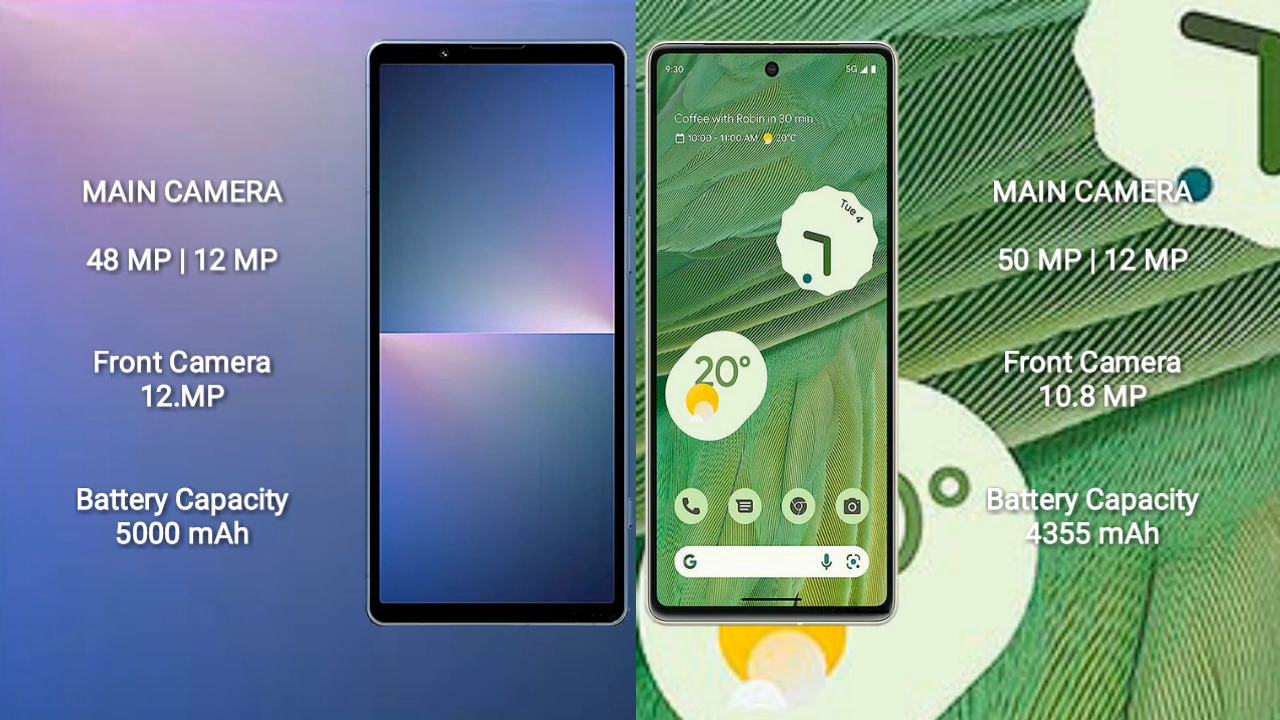 MAIN CAMERA
48 MP | 12 MP
Front Camera
12.MP
Battery Capacity
5000 mAh
9:30
5G
Coffee with Robin in 30 min
10:00 - 11:00 AM 20°C
Tue 4
20°
G
MAIN CAMERA
50 MP | 12 MP
Front Camera
10.8 MP
Battery Capacity
4355 mAh